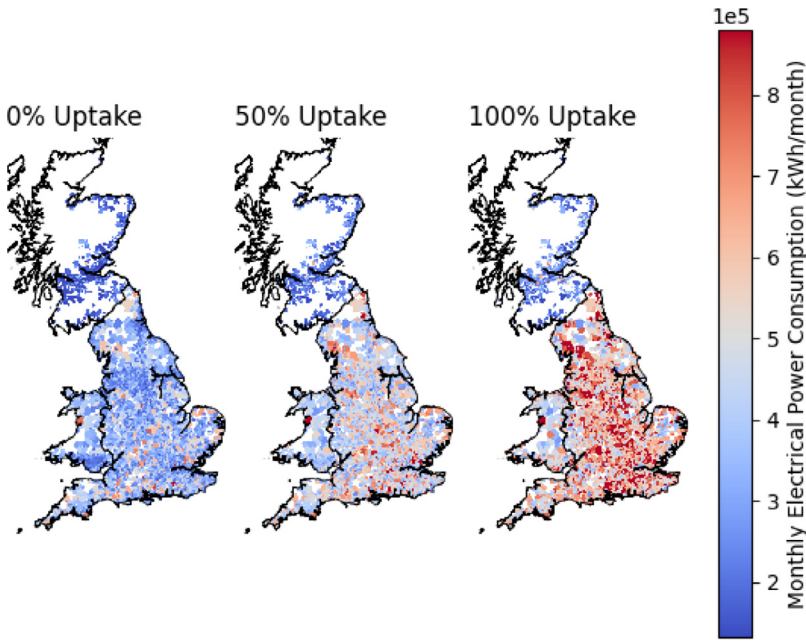 1e5
0% Uptake
50% Uptake
100% Uptake
8
7
6
5
4
3
2
Monthly Electrical Power Consumption (kWh/month)